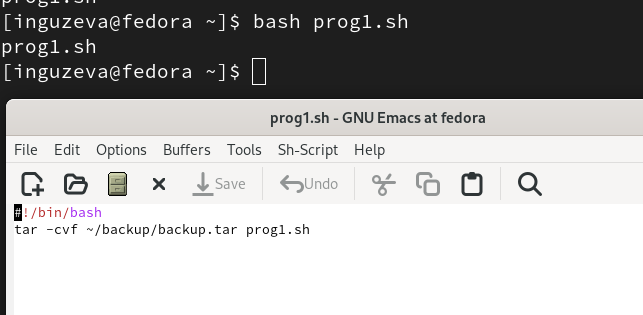 prog1.sh
[inguzeva@fedora ~]$ bash prog1.sh
prog1.sh
[inguzeva@fedora ~]$
prog1.sh - GNU Emacs at fedora
File Edit Options Buffers Tools Sh-Script Help
Save Undo
#!/bin/bash
tar -cvf ~/backup/backup.tar prog1.sh